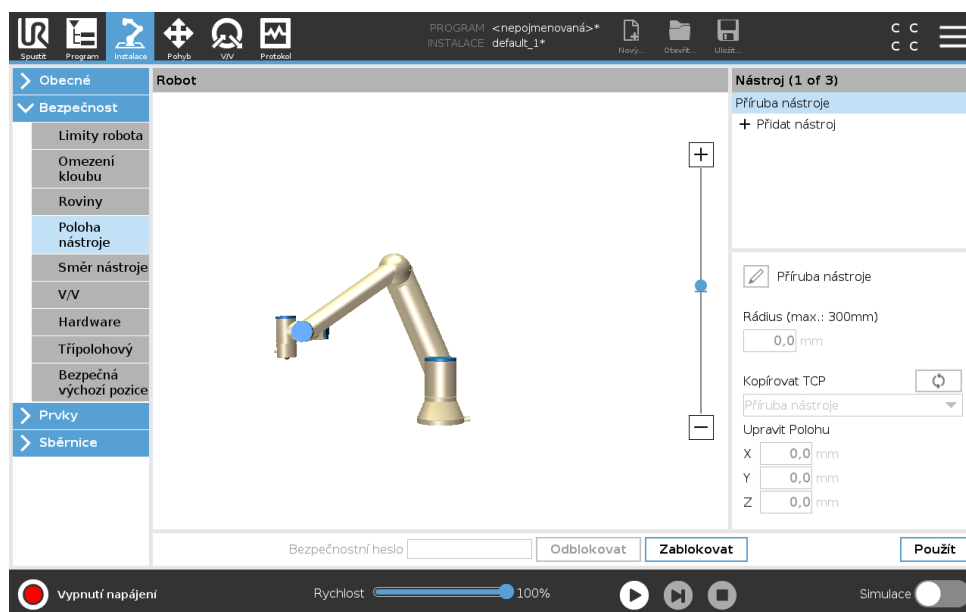 PROGRAM <nepojmenovaná>*
INSTALACE default_1*
Spustit
Program
Instalace
Pohyb
V/V
Protokol
Nový...
Otevřít...
Uložit...
C C
C C
Obecné
Bezpečnost
Limity robota
Omezení
kloubu
Roviny
Poloha
nástroje
Směr nástroje
V/V
Hardware
Třípolohový
Bezpečná
výchozí pozice
Prvky
Sběrnice
Robot
Nástroj (1 of 3)
Příruba nástroje
+ Přidat nástroj
Příruba nástroje
Rádius (max.: 300mm)
0,0 mm
Kopírovat TCP
Příruba nástroje
Upravit Polohu
X 0,0 mm
Y 0,0 mm
Z 0,0 mm
Bezpečnostní heslo
Odblokovat
Zablokovat
Použít
Vypnutí napájení
Rychlost
100%
Simulace